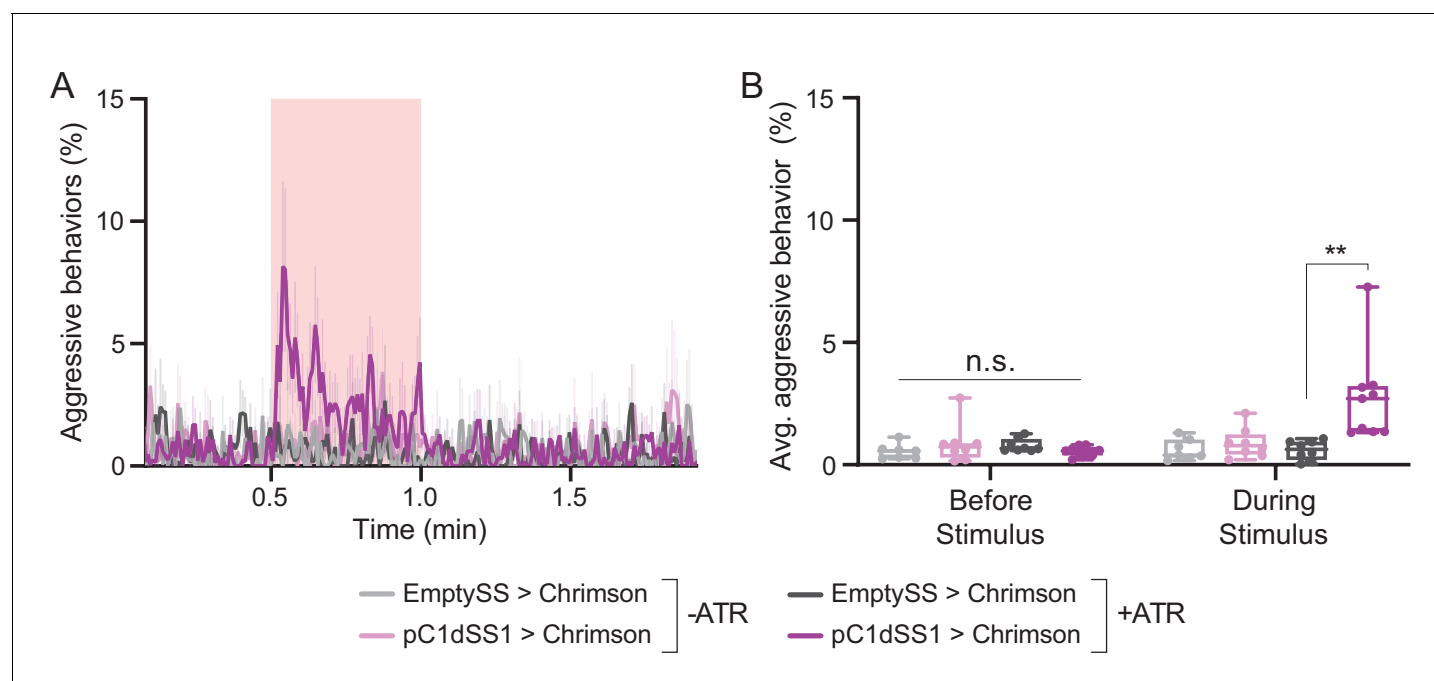 A
Aggressive behaviors (%)
15
10
5
0
0.5
1.0
1.5
Time (min)
B
Avg. aggressive behavior (%)
15
10
5
0
n.s.
**
Before
Stimulus
During
Stimulus
EmptySS > Chrimson
pC1dSS1 > Chrimson
-ATR
EmptySS > Chrimson
pC1dSS1 > Chrimson
+ATR